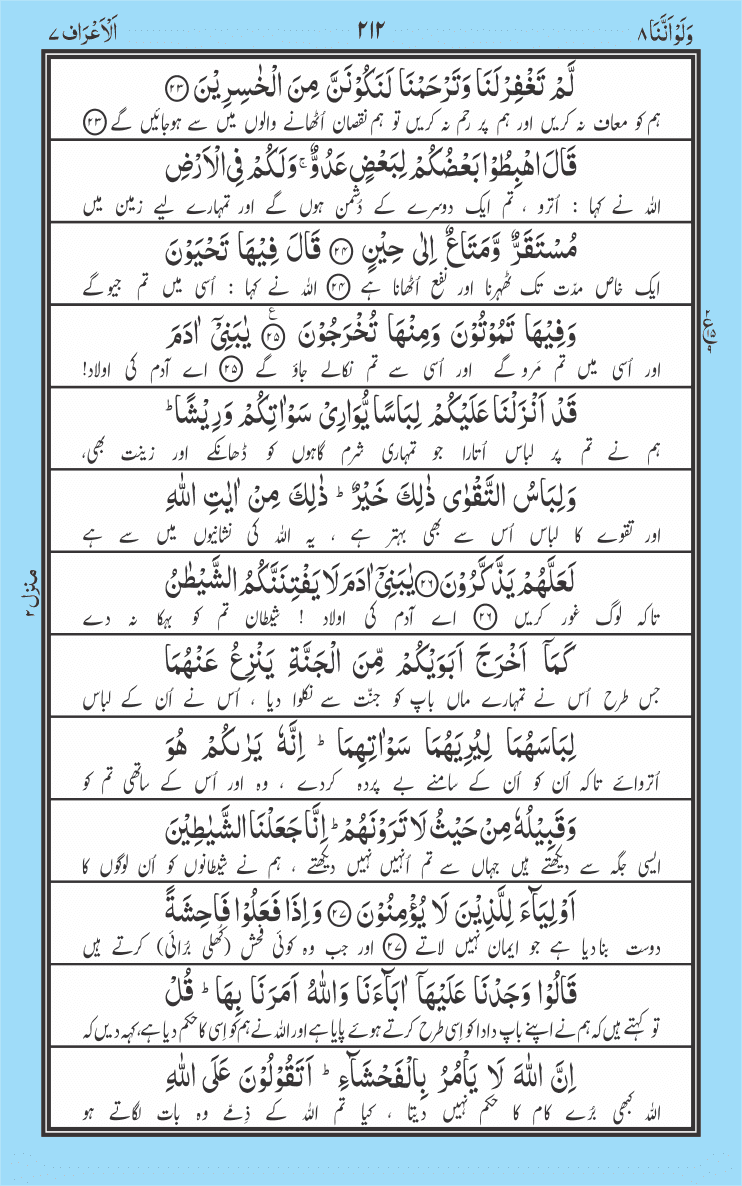 وَلَوْاَنَّنَا ۸
۲۱۲
اَلْاَعْرَاف ۷
لَّمْ تَغْفِرْ لَنَا وَتَرْحَمْنَا لَنَكُوْنَنَّ مِنَ الْخٰسِرِيْنَ ﴿۲۳﴾
ہم کو معاف نہ کریں اور ہم پر رحم نہ کریں تو ہم نقصان اُٹھانے والوں میں سے ہوجائیں گے ﴿۲۳﴾
قَالَ اهْبِطُوْا بَعْضُكُمْ لِبَعْضٍ عَدُوٌّ ۚ وَلَكُمْ فِى الْاَرْضِ
اللہ نے کہا : اُترو ، تم ایک دوسرے کے دُشمن ہوں گے اور تمہارے لیے زمین میں
مُسْتَقَرٌّ وَّمَتَاعٌ اِلٰى حِيْنٍ ﴿۲۴﴾ قَالَ فِيْهَا تَحْيَوْنَ
ایک خاص مدّت تک ٹھہرنا اور نفع اُٹھانا ہے ﴿۲۴﴾ اللہ نے کہا : اُسی میں تم جیو گے
وَفِيْهَا تَمُوْتُوْنَ وَمِنْهَا تُخْرَجُوْنَ ﴿۲۵﴾ ع يٰبَنِىْٓ اٰدَمَ
اور اُسی میں تم مَرو گے اور اُسی سے تم نکالے جاؤ گے ﴿۲۵﴾ اے آدم کی اولاد!
قَدْ اَنْزَلْنَا عَلَيْكُمْ لِبَاسًا يُّوَارِىْ سَوْاٰتِكُمْ وَرِيْشًا ؕ
ہم نے تم پر لباس اُتارا جو تمہاری شرم گاہوں کو ڈھانکے اور زینت بھی،
وَلِبَاسُ التَّقْوٰى ذٰلِكَ خَيْرٌ ؕ ذٰلِكَ مِنْ اٰيٰتِ اللّٰهِ
اور تقوے کا لباس اُس سے بھی بہتر ہے ، یہ اللہ کی نشانیوں میں سے ہے
لَعَلَّهُمْ يَذَّكَّرُوْنَ ﴿۲۶﴾ يٰبَنِىْٓ اٰدَمَ لَا يَفْتِنَنَّكُمُ الشَّيْطٰنُ
تاکہ لوگ غور کریں ﴿۲۶﴾ اے آدم کی اولاد ! شیطان تم کو بہکا نہ دے
كَمَاۤ اَخْرَجَ اَبَوَيْكُمْ مِّنَ الْجَنَّةِ يَنْزِعُ عَنْهُمَا
جس طرح اُس نے تمہارے ماں باپ کو جنّت سے نکلوا دیا ، اُس نے اُن کے لباس
لِبَاسَهُمَا لِيُرِيَهُمَا سَوْاٰتِهِمَا ؕ اِنَّهٗ يَرٰىكُمْ هُوَ
اُتروائے تاکہ اُن کو اُن کے سامنے بے پردہ کردے ، وہ اور اُس کے ساتھی تم کو
وَقَبِيْلُهٗ مِنْ حَيْثُ لَا تَرَوْنَهُمْ ؕ اِنَّا جَعَلْنَا الشَّيٰطِيْنَ
ایسی جگہ سے دیکھتے ہیں جہاں سے تم اُنہیں نہیں دیکھتے ، ہم نے شیطانوں کو اُن لوگوں کا
اَوْلِيَآءَ لِلَّذِيْنَ لَا يُؤْمِنُوْنَ ﴿۲۷﴾ وَاِذَا فَعَلُوْا فَاحِشَةً
دوست بنادیا ہے جو ایمان نہیں لاتے ﴿۲۷﴾ اور جب وہ کوئی فحش (کُھلی بُرائی) کرتے ہیں
قَالُوْا وَجَدْنَا عَلَيْهَاۤ اٰبَآءَنَا وَاللّٰهُ اَمَرَنَا بِهَا ؕ قُلْ
تو کہتے ہیں کہ ہم نے اپنے باپ دادا کو اِسی طرح کرتے ہوئے پایا ہے اور اللہ نے ہم کو اِسی کا حکم دیا ہے، کہہ دیں کہ
اِنَّ اللّٰهَ لَا يَاْمُرُ بِالْفَحْشَآءِ ؕ اَتَقُوْلُوْنَ عَلَى اللّٰهِ
اللہ کبھی بُرے کام کا حکم نہیں دیتا ، کیا تم اللہ کے ذِمّے وہ بات لگاتے ہو
منزل ۲